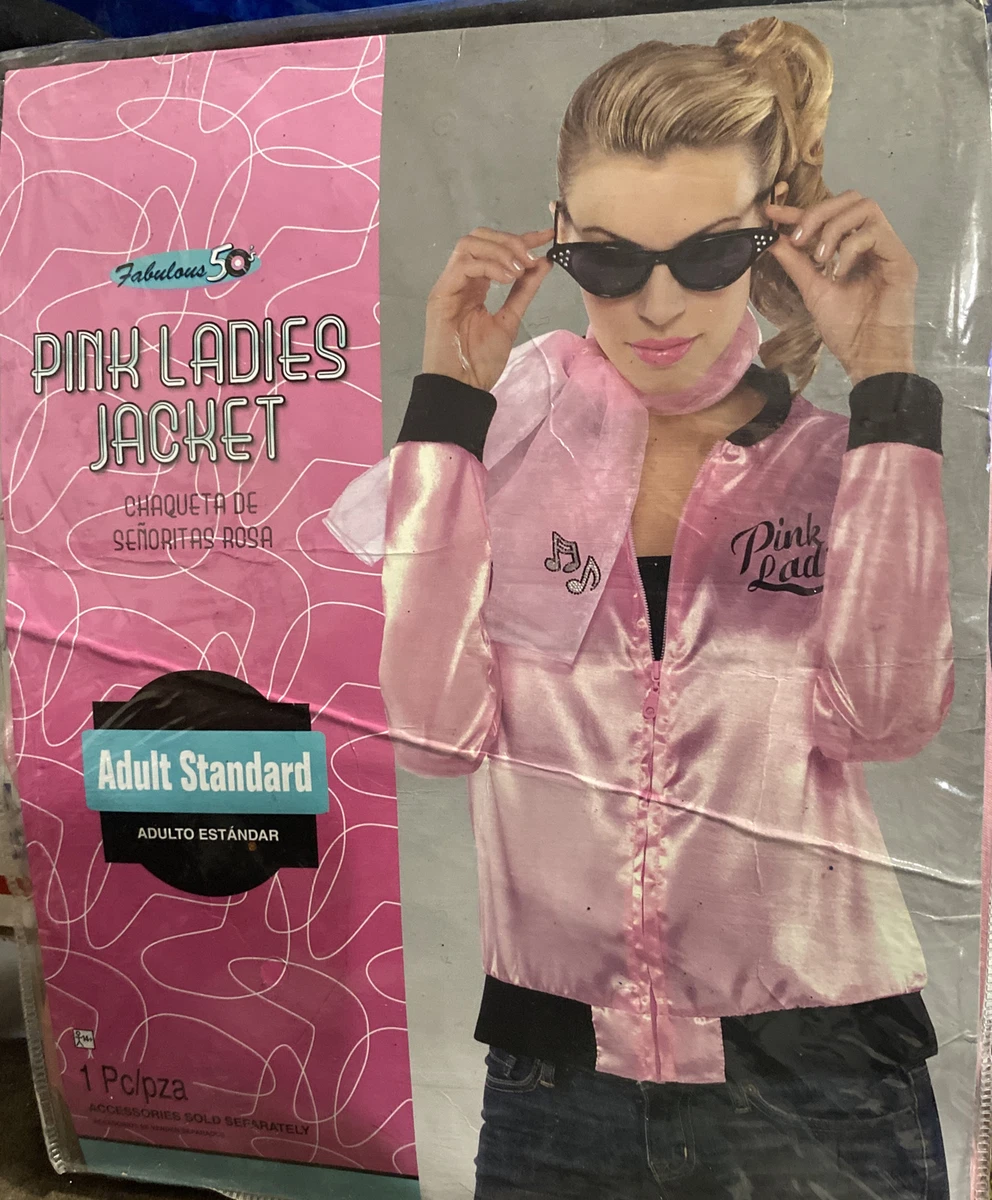 Fabulous 50's
PINK LADIES
JACKET
CHAQUETA DE
SEÑORITAS ROSA
Pink
Lad
Adult Standard
ADULTO ESTÁNDAR
1 Pc/pza
ACCESSORIES SOLD SEPARATELY